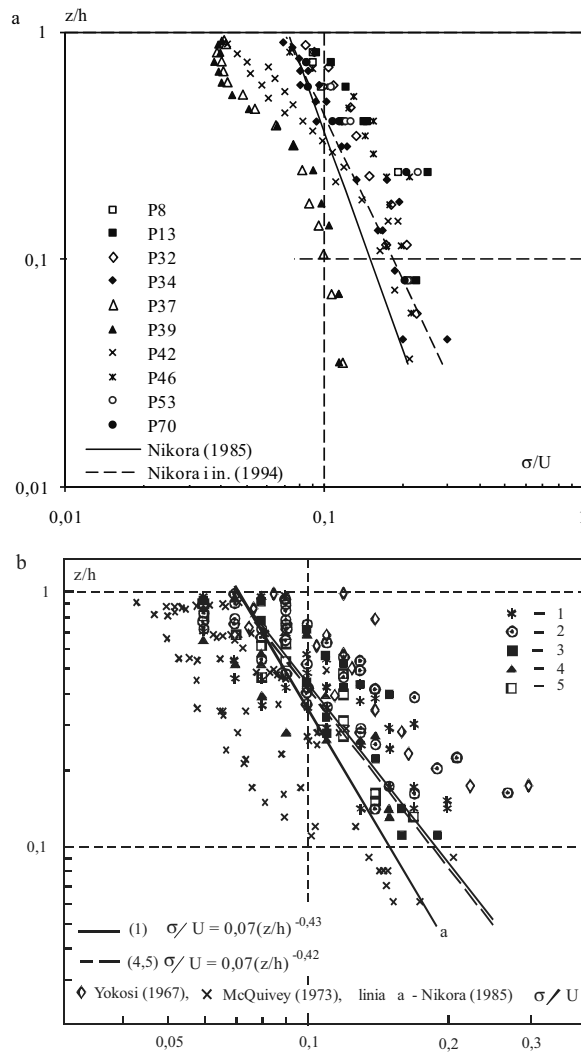 a
z/h
1
P8
P13
P32
P34
P37
P39
P42
P46
P53
P70
Nikora (1985)
Nikora i in. (1994)
0,1
σ/U
0,01
0,01
0,1
1
b
z/h
1
1
2
3
4
5
0,1
a
(1) σ/U = 0,07(z/h)-0,43
(4,5) σ/U = 0,07(z/h)-0,42
Yokosi (1967), McQuivey (1973), linia a - Nikora (1985) σ/U
0,05 0,1 0,2 0,3